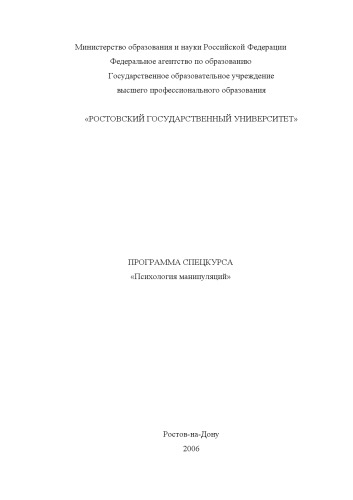 Министерство образования и науки Российской Федерации
Федеральное агентство по образованию
Государственное образовательное учреждение
высшего профессионального образования
«РОСТОВСКИЙ ГОСУДАРСТВЕННЫЙ УНИВЕРСИТЕТ»
ПРОГРАММА СПЕЦКУРСА
«Психология манипуляций»
Ростов-на-Дону
2006